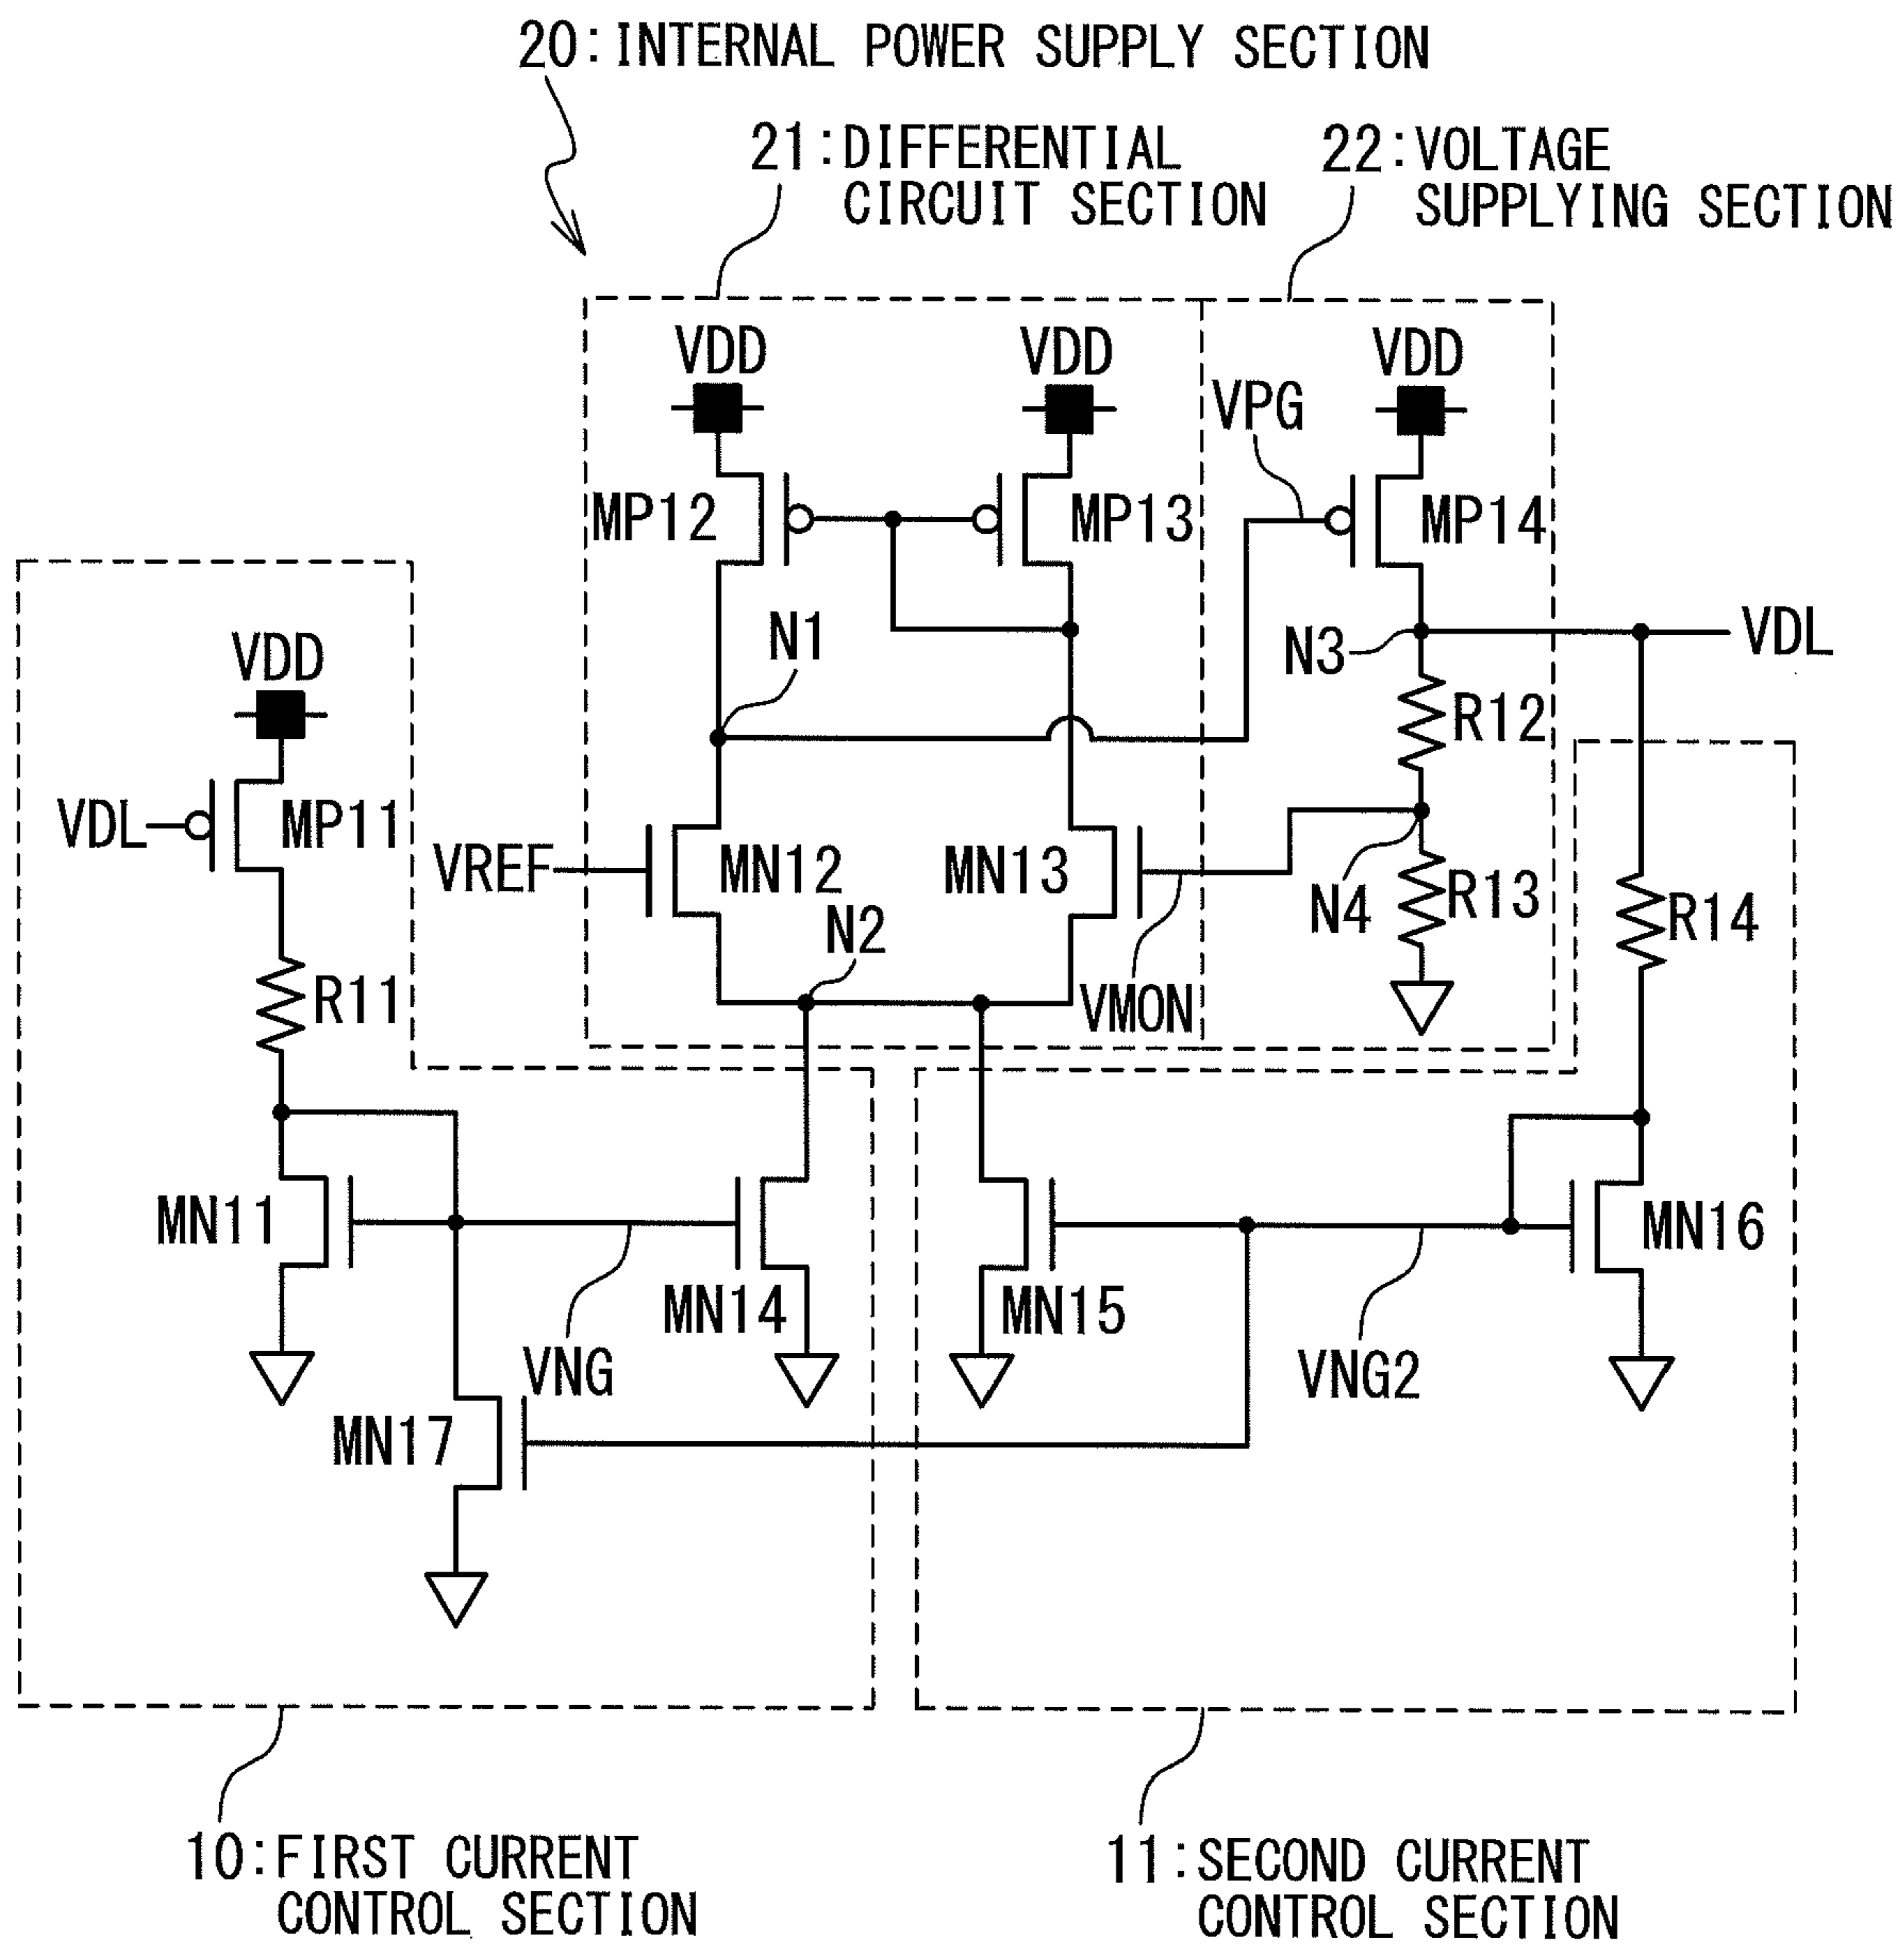 20:INTERNAL POWER SUPPLY SECTION
21:DIFFERENTIAL
CIRCUIT SECTION
22:VOLTAGE
SUPPLYING SECTION
VDD
VDD
VDD
VPG
MP12
MP13
MP14
N1
N3
VDL
VDD
R12
VDL
MP11
VREF
MN12
MN13
N4
R13
R14
N2
R11
VMON
MN11
MN14
MN15
MN16
VNG
VNG2
MN17
10:FIRST CURRENT
CONTROL SECTION
11:SECOND CURRENT
CONTROL SECTION